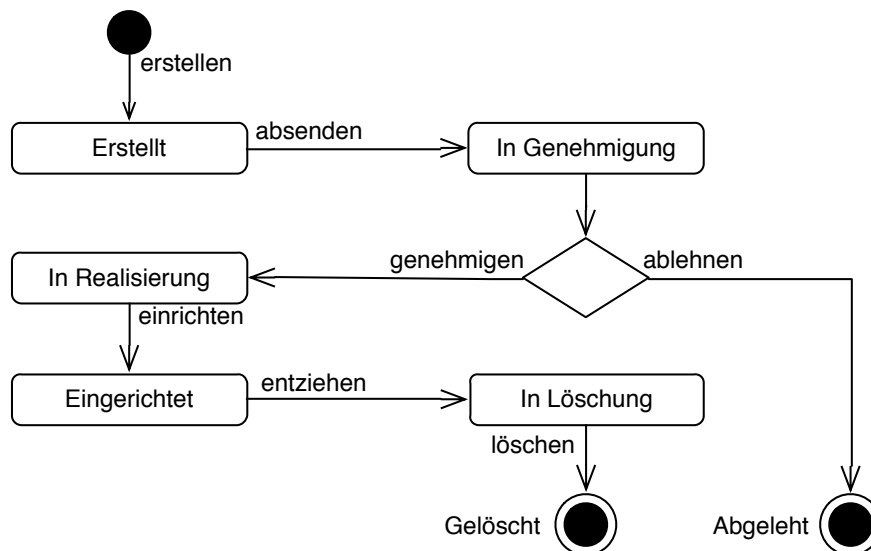 erstellen
Erstellt
absenden
In Genehmigung
In Realisierung
genehmigen
ablehnen
einrichten
Eingerichtet
entziehen
In Löschung
löschen
Gelöscht
Abgeleht